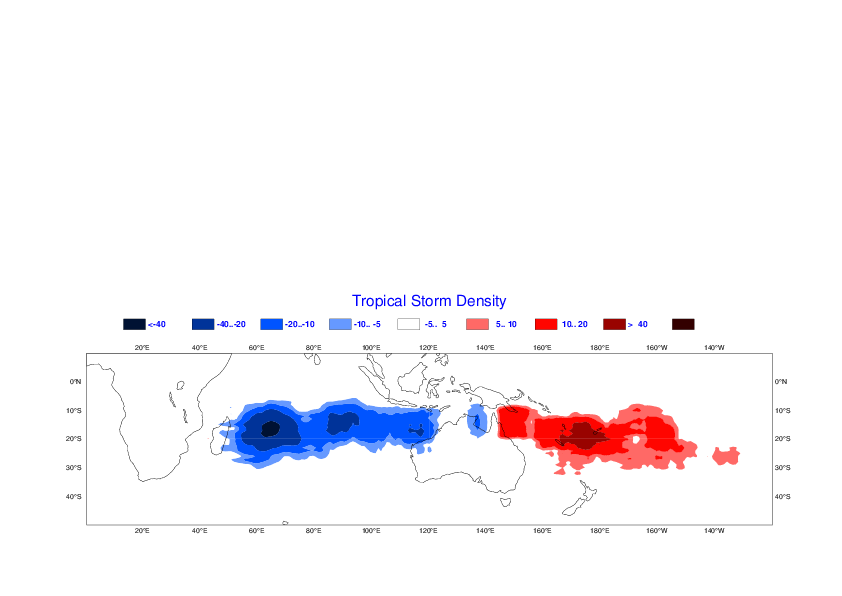 Tropical Storm Density
<-40 -40..-20 -20..-10 -10.. -5 -5.. 5 5.. 10 10.. 20 > 40
20°E 40°E 60°E 80°E 100°E 120°E 140°E 160°E 180°E 160°W 140°W
0°N 0°N
10°S 10°S
20°S 20°S
30°S 30°S
40°S 40°S
20°E 40°E 60°E 80°E 100°E 120°E 140°E 160°E 180°E 160°W 140°W